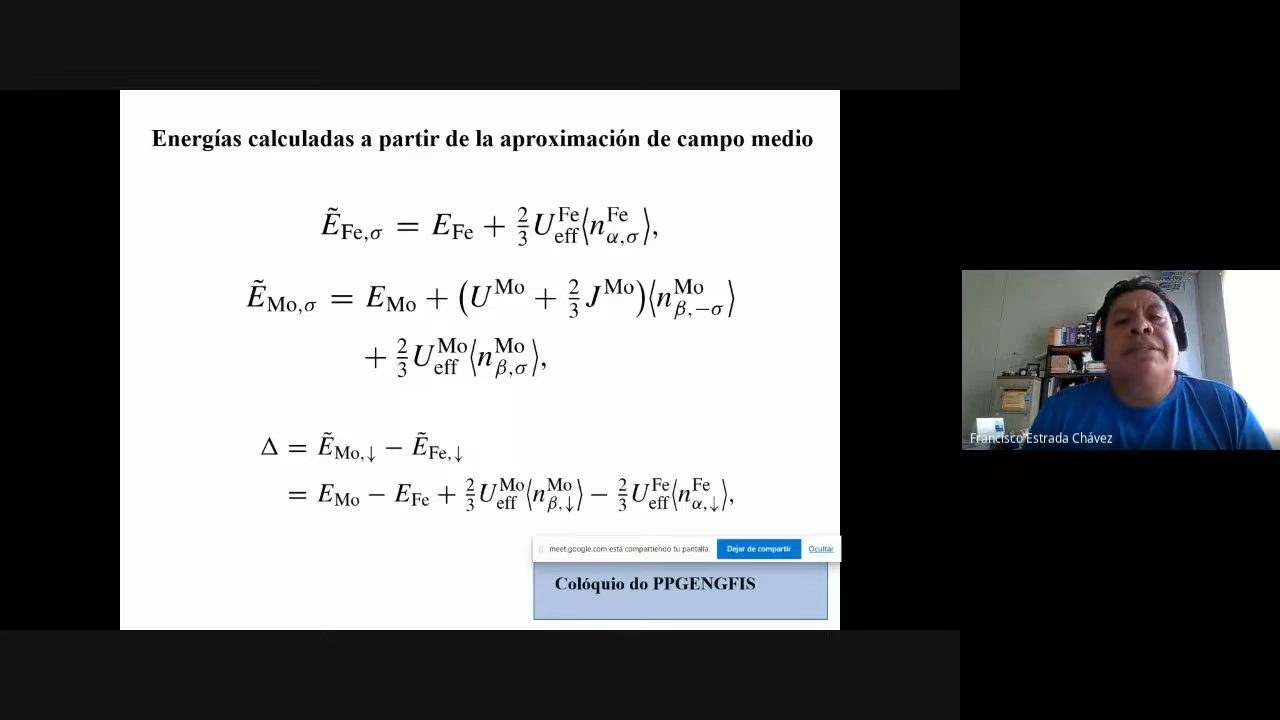 Energías calculadas a partir de la aproximación de campo medio
Ẽ_{Fe,σ} = E_{Fe} + 2/3 U_{eff}^{Fe}⟨n_{α,σ}^{Fe}⟩,
Ẽ_{Mo,σ} = E_{Mo} + (U^{Mo} + 2/3 J^{Mo})⟨n_{β,−σ}^{Mo}⟩
+ 2/3 U_{eff}^{Mo}⟨n_{β,σ}^{Mo}⟩,
Δ = Ẽ_{Mo,↓} − Ẽ_{Fe,↓}
= E_{Mo} − E_{Fe} + 2/3 U_{eff}^{Mo}⟨n_{β,↓}^{Mo}⟩ − 2/3 U_{eff}^{Fe}⟨n_{α,↓}^{Fe}⟩,
meet.google.com está compartiendo tu pantalla. Dejar de compartir Ocultar
Colóquio do PPGENGFIS
Francisco Estrada Chávez